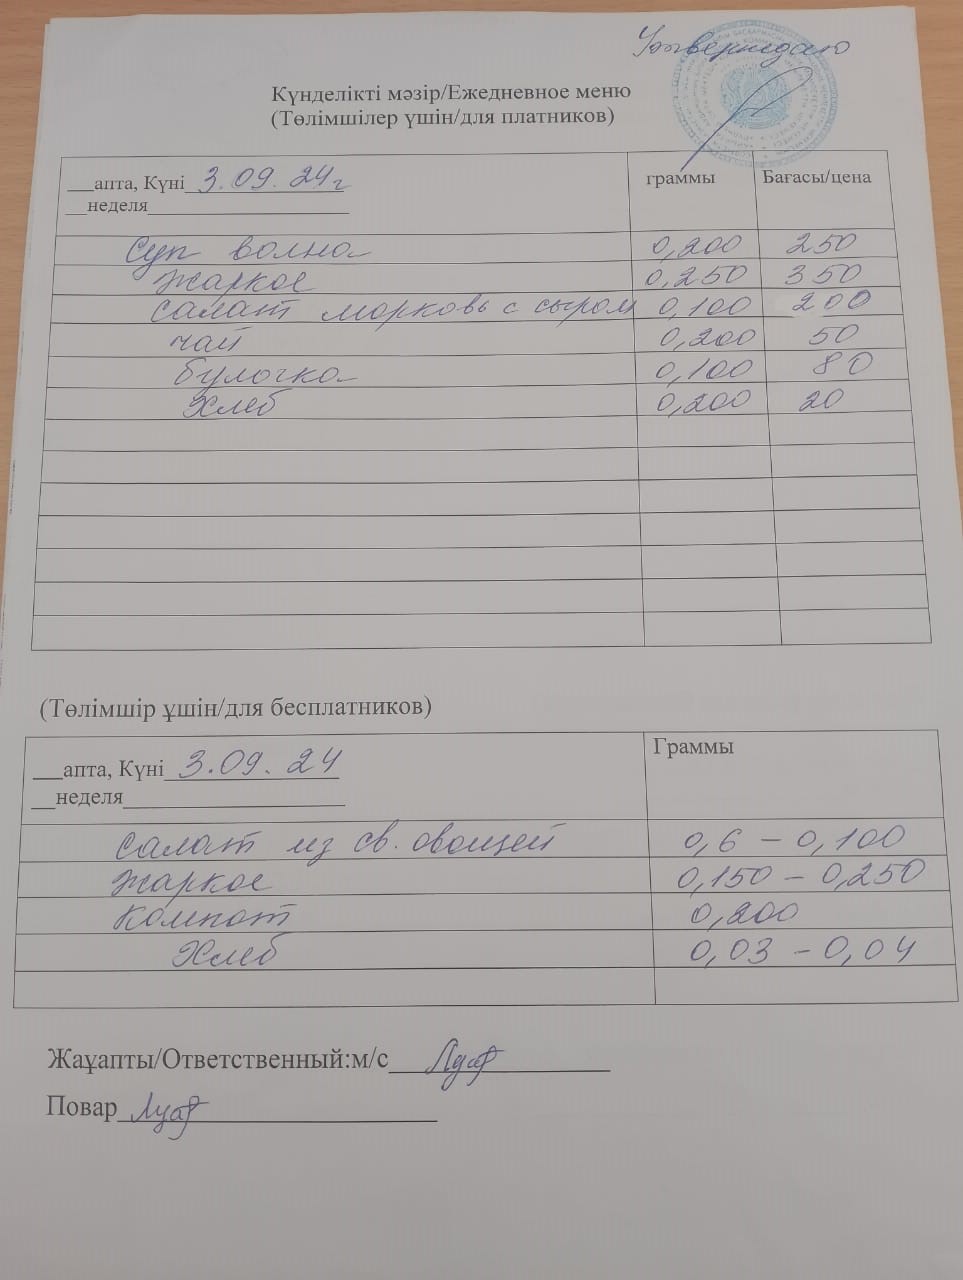 Утверждаю
Күнделікті мәзір/Ежедневное меню
(Төлімшілер үшін/для платников)
___апта, Күні 3.09.24г граммы Бағасы/цена
__неделя
Суп волна 0,200 250
Жаркое 0,250 350
Салат морковь с сыром 0,100 200
чай 0,200 50
булочка 0,100 80
Хлеб 0,200 20
(Төлімшір ұшін/для бесплатников)
___апта, Күні 3.09.24 Граммы
__неделя
Салат из св. овощей 0,6 – 0,100
Жаркое 0,150 – 0,250
Компот 0,200
Хлеб 0,03 – 0,04
Жаұапты/Ответственный:м/с
Повар